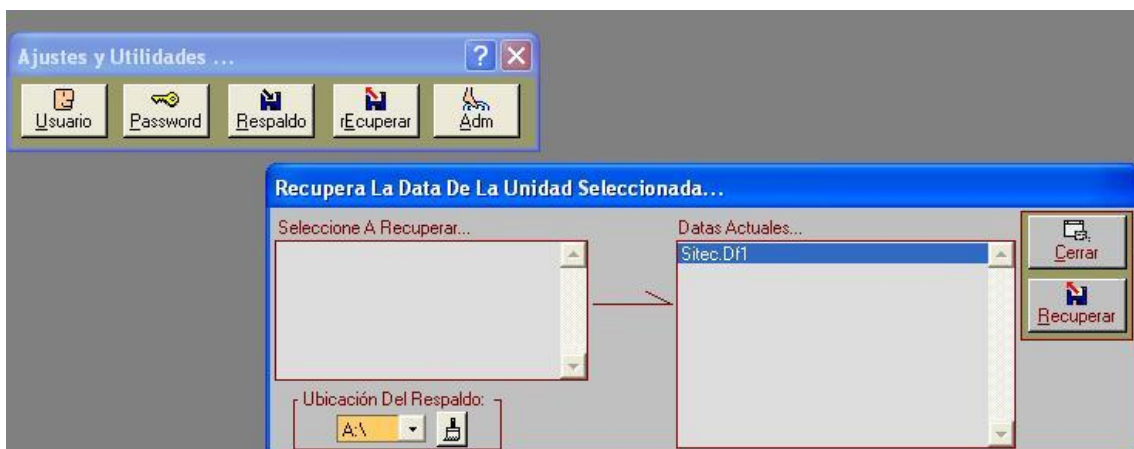 Ajustes y Utilidades ...
?
Usuario Password Respaldo rEcuperar Adm
Recupera La Data De La Unidad Seleccionada...
Seleccione A Recuperar... Datas Actuales...
Sitec.Df1
Cerrar
Recuperar
Ubicación Del Respaldo:
A:\